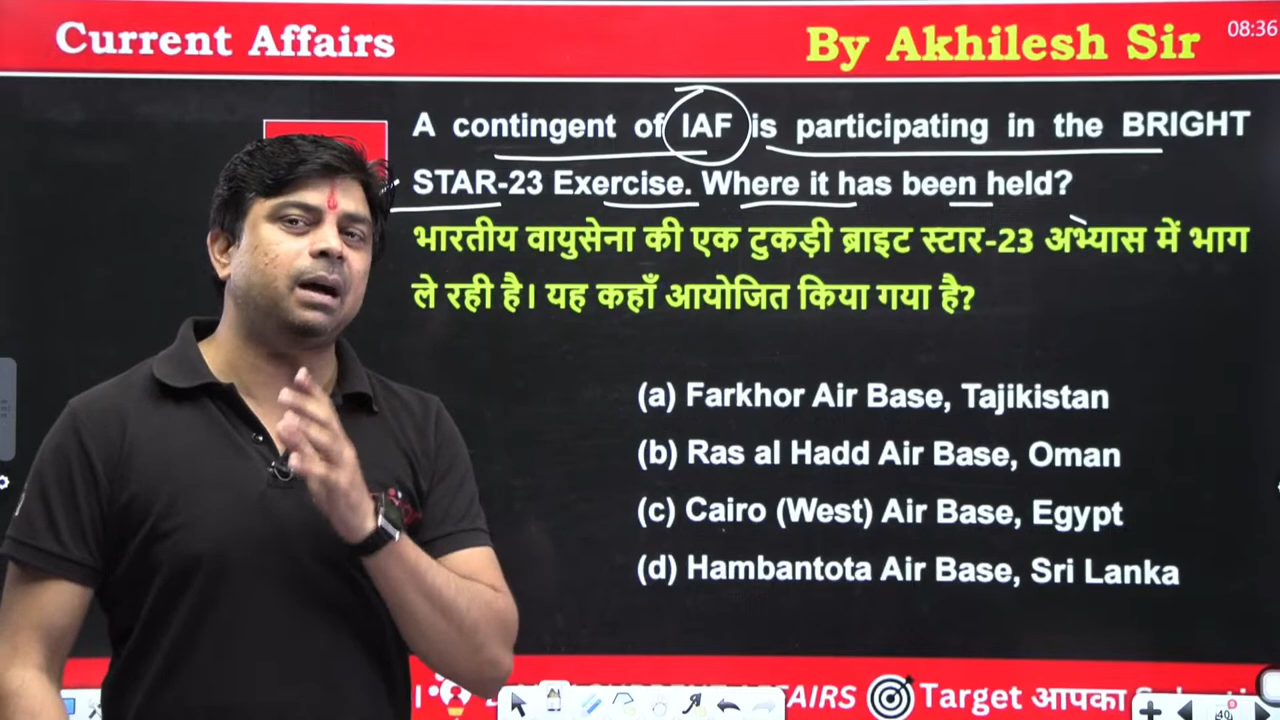 Current Affairs
By Akhilesh Sir
08:36
A contingent of IAF is participating in the BRIGHT
STAR-23 Exercise. Where it has been held?
भारतीय वायुसेना की एक टुकड़ी ब्राइट स्टार-23 अभ्यास में भाग
ले रही है। यह कहाँ आयोजित किया गया है?
(a) Farkhor Air Base, Tajikistan
(b) Ras al Hadd Air Base, Oman
(c) Cairo (West) Air Base, Egypt
(d) Hambantota Air Base, Sri Lanka
AFFAIRS Target आपका